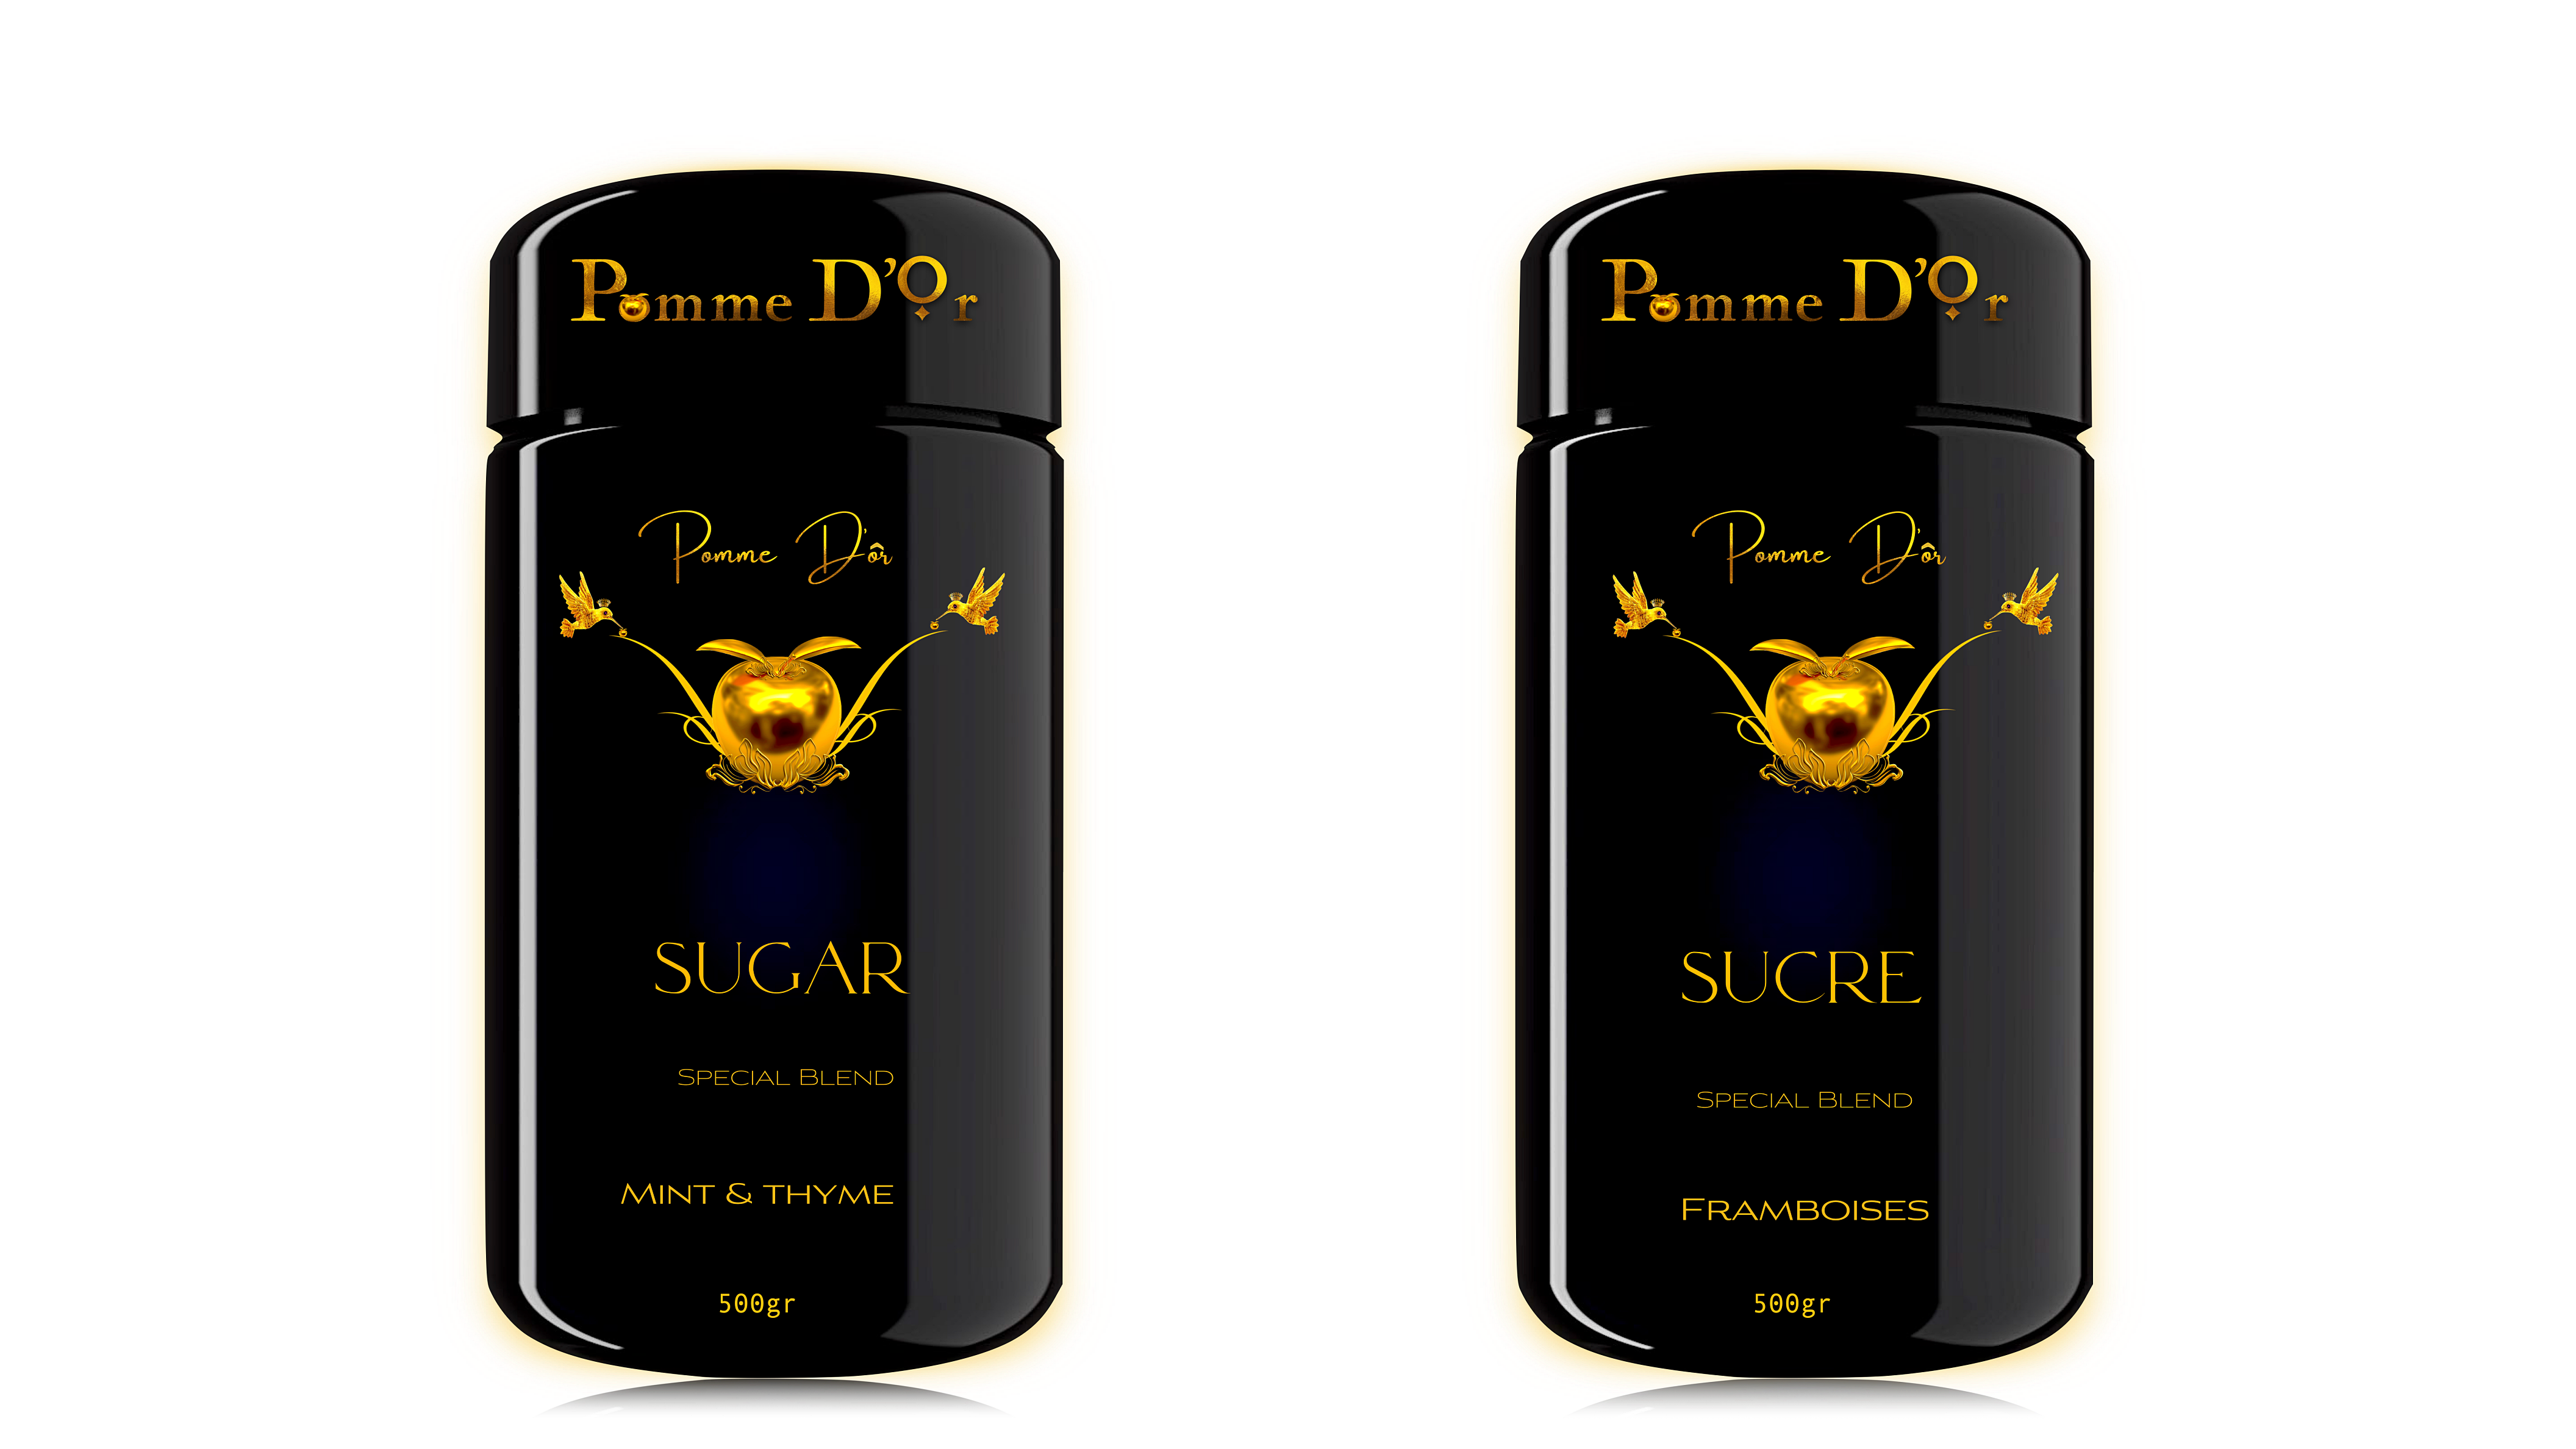 Pomme D'Or
Pomme D'ôr
SUGAR
SPECIAL BLEND
MINT & THYME
500gr
Pomme D'Or
Pomme D'ôr
SUCRE
SPECIAL BLEND
FRAMBOISES
500gr